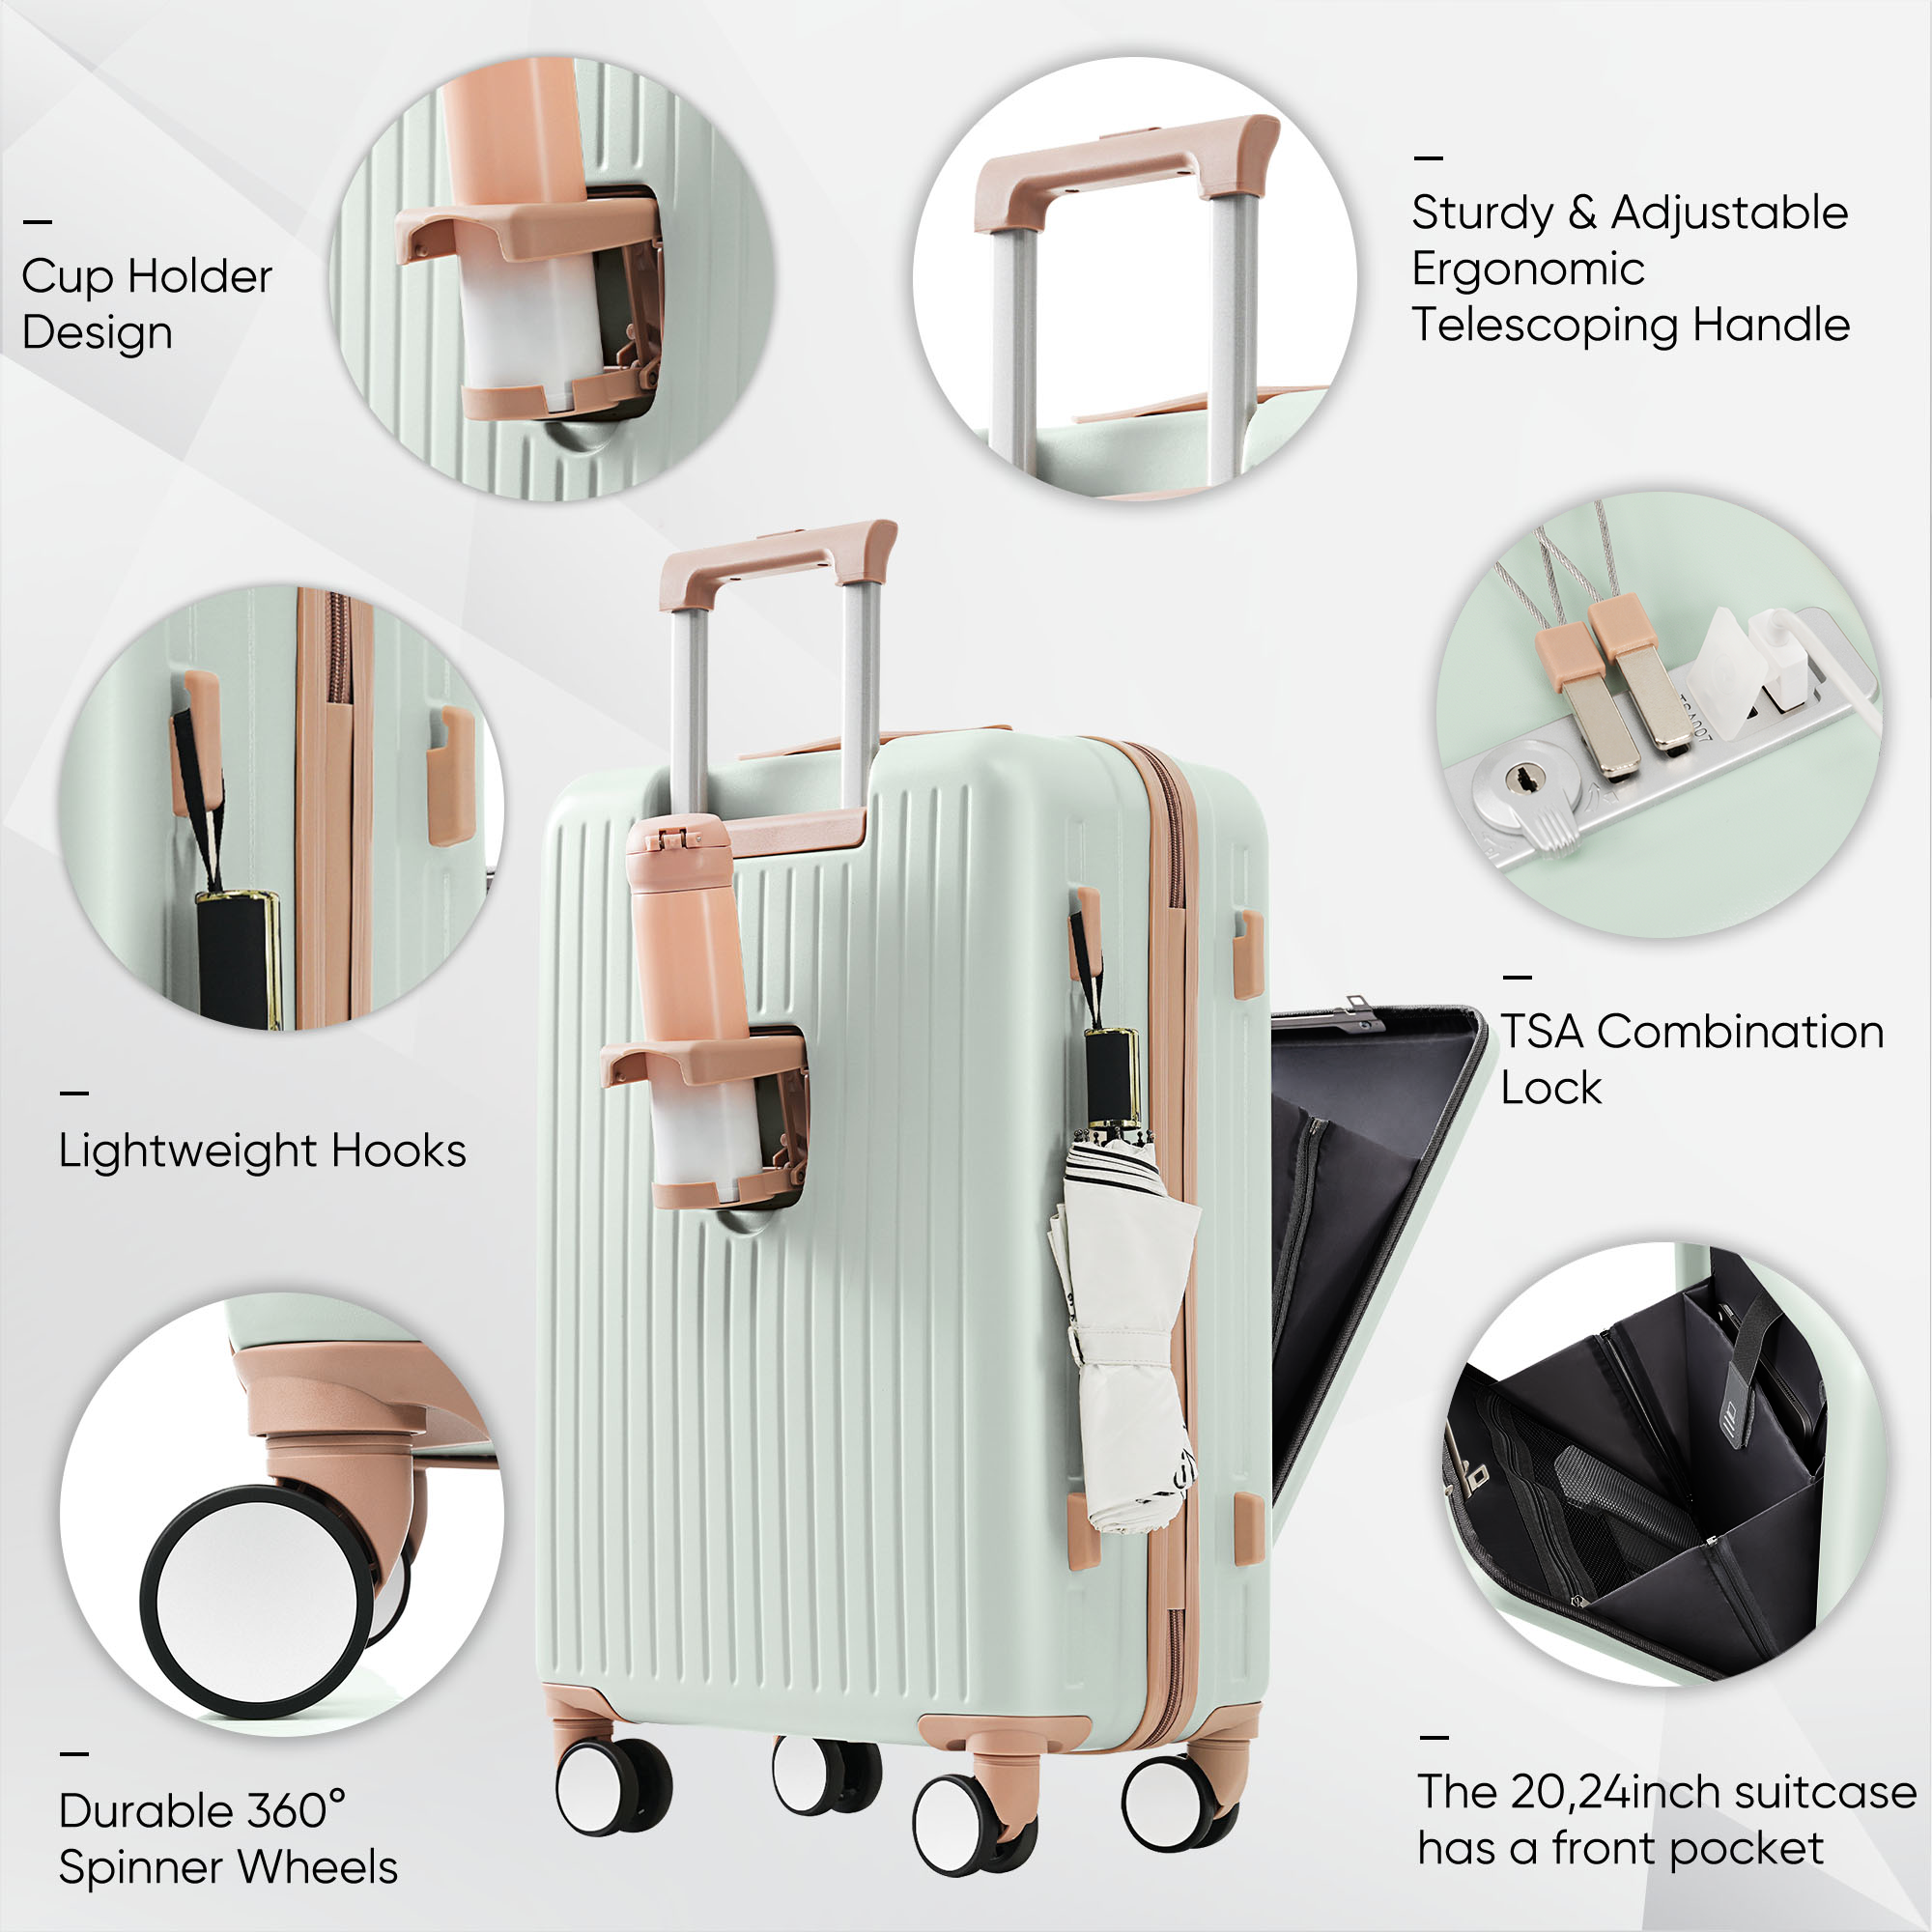 Cup Holder
Design
Sturdy & Adjustable
Ergonomic
Telescoping Handle
TSA007
Lightweight Hooks
TSA Combination
Lock
Durable 360°
Spinner Wheels
The 20,24inch suitcase
has a front pocket